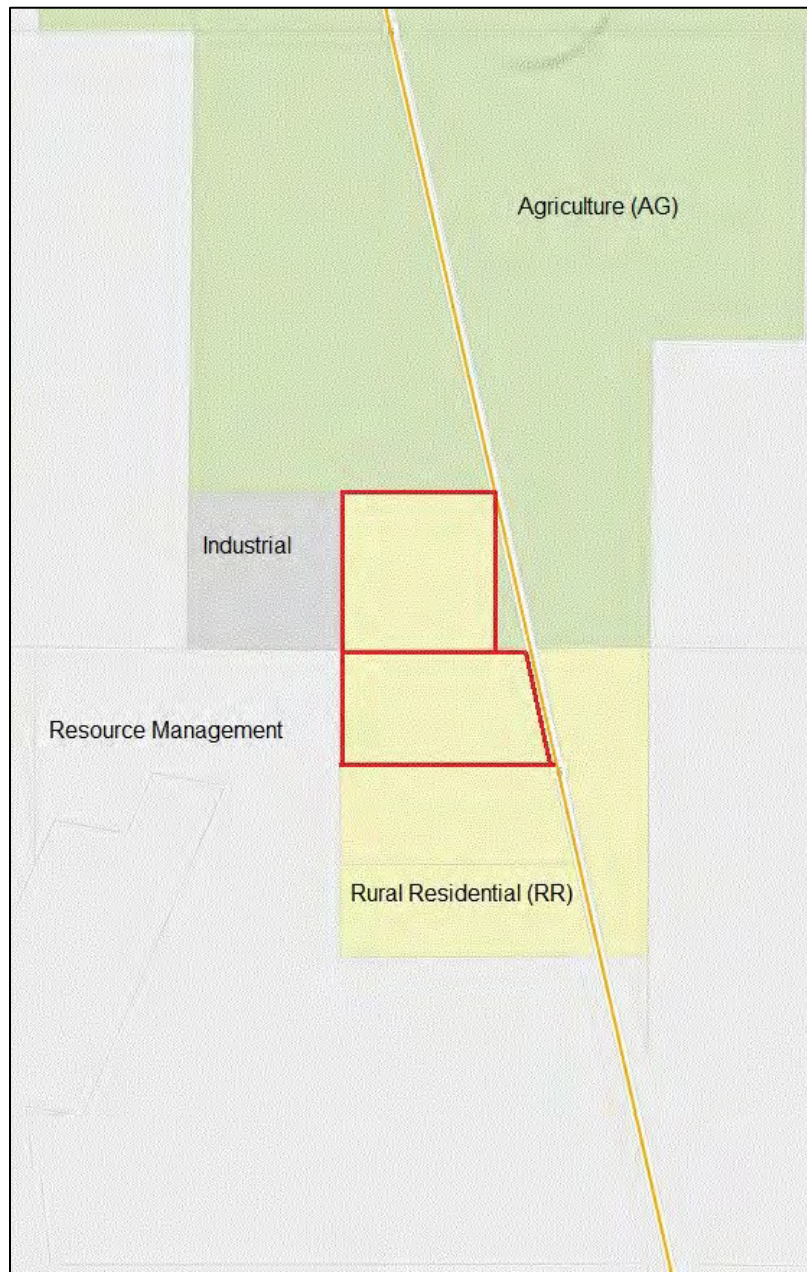 Agriculture (AG)
Industrial
Resource Management
Rural Residential (RR)